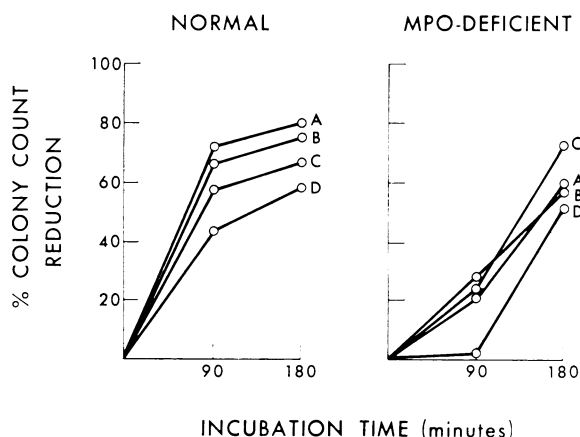 NORMAL
MPO-DEFICIENT
% COLONY COUNT
REDUCTION
100
80
60
40
20
A
B
C
D
90
180
C
A
B
D
90
180
INCUBATION TIME (minutes)